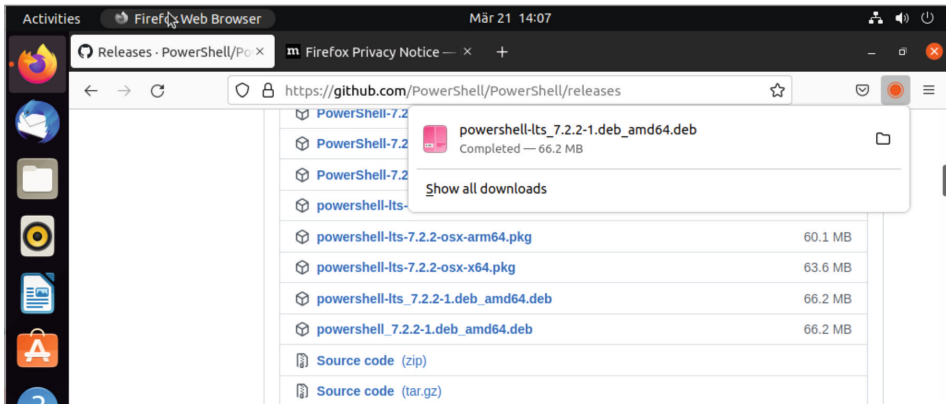 Activities Firefox Web Browser Mär 21 14:07
Releases · PowerShell/Po × m Firefox Privacy Notice — × +
https://github.com/PowerShell/PowerShell/releases
PowerShell-7.2
powershell-lts_7.2.2-1.deb_amd64.deb
PowerShell-7.2
Completed — 66.2 MB
PowerShell-7.2
Show all downloads
powershell-lts-
powershell-lts-7.2.2-osx-arm64.pkg 60.1 MB
powershell-lts-7.2.2-osx-x64.pkg 63.6 MB
powershell-lts_7.2.2-1.deb_amd64.deb 66.2 MB
powershell_7.2.2-1.deb_amd64.deb 66.2 MB
Source code (zip)
Source code (tar.gz)